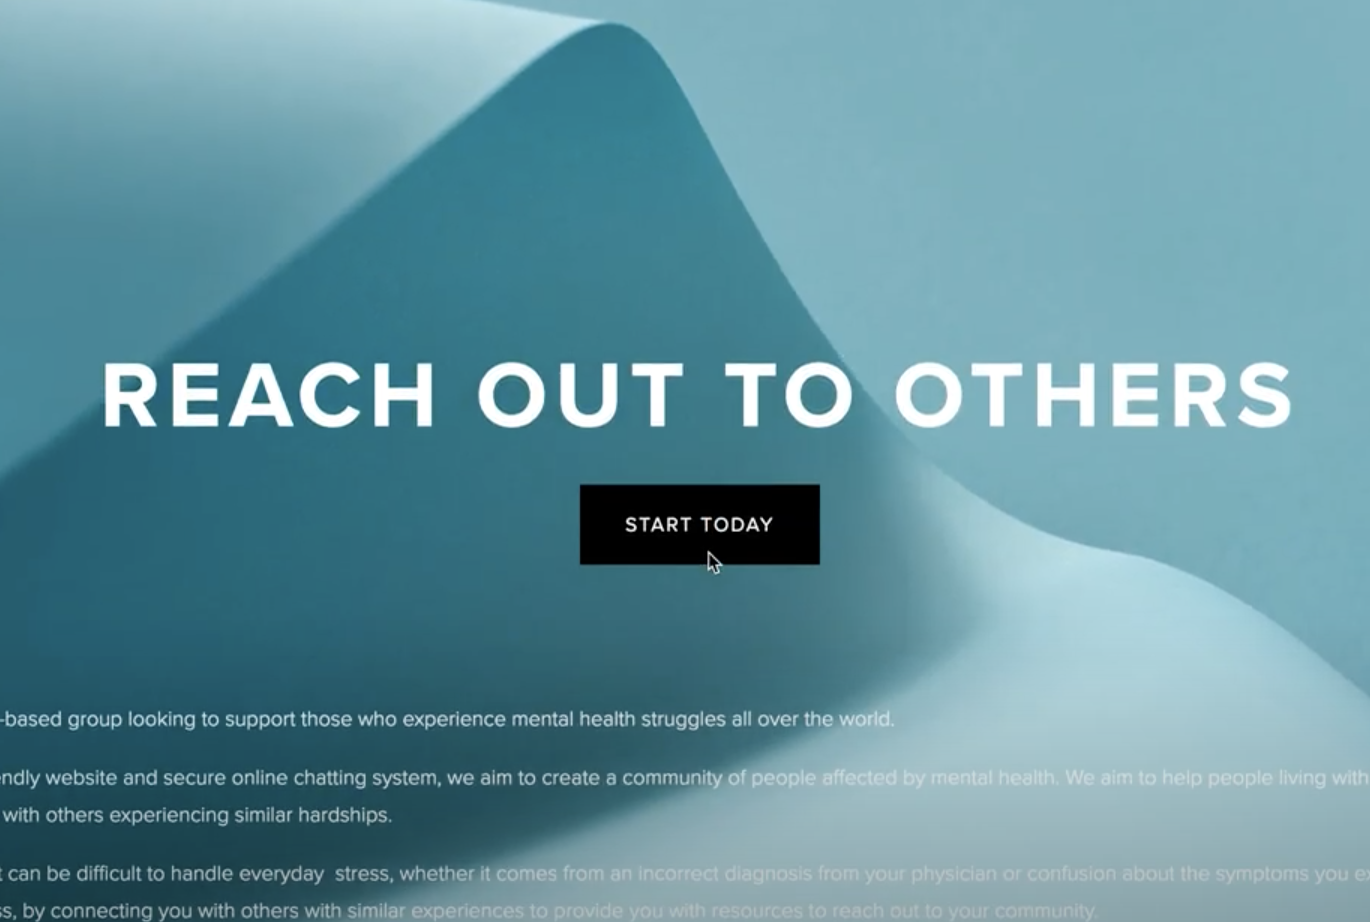 REACH OUT TO OTHERS
START TODAY
-based group looking to support those who experience mental health struggles all over the world.
ndly website and secure online chatting system, we aim to create a community of people affected by mental health. We aim to help people living with
with others experiencing similar hardships.
t can be difficult to handle everyday stress, whether it comes from an incorrect diagnosis from your physician or confusion about the symptoms you ex
ss, by connecting you with others with similar experiences to provide you with resources to reach out to your community.